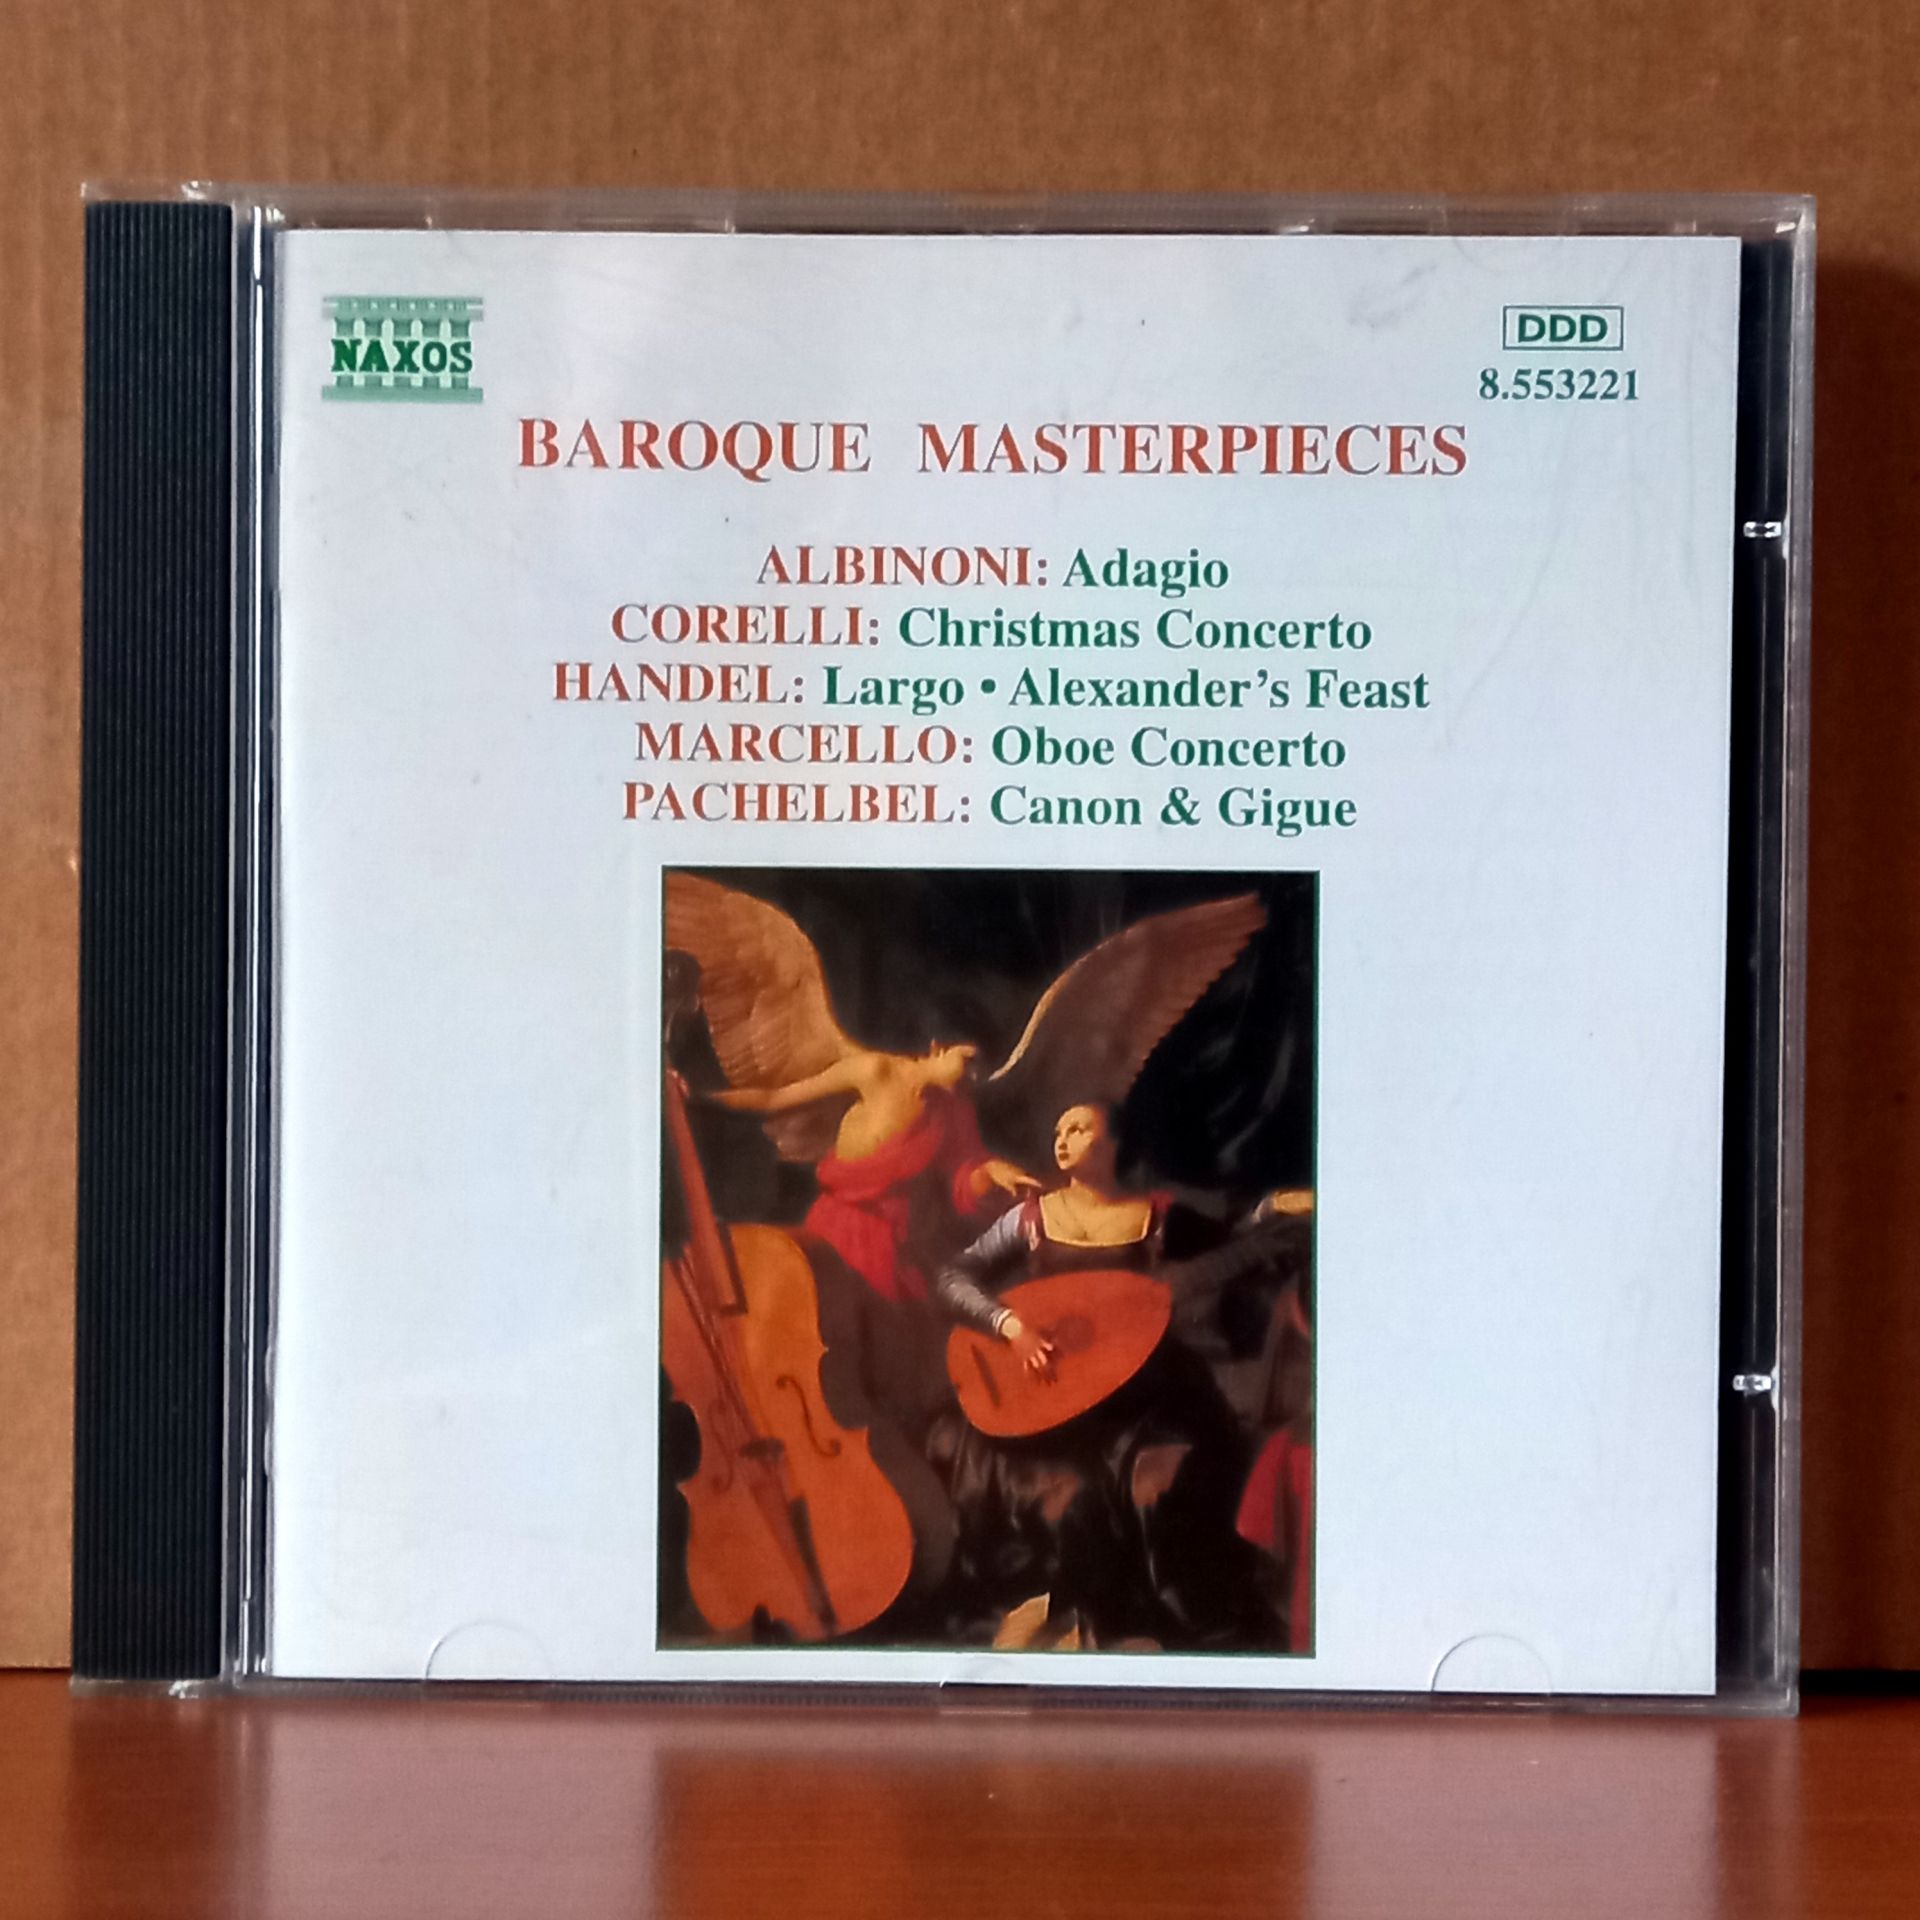 NAXOS
DDD
8.553221
BAROQUE MASTERPIECES
ALBINONI: Adagio
CORELLI: Christmas Concerto
HANDEL: Largo • Alexander's Feast
MARCELLO: Oboe Concerto
PACHELBEL: Canon & Gigue